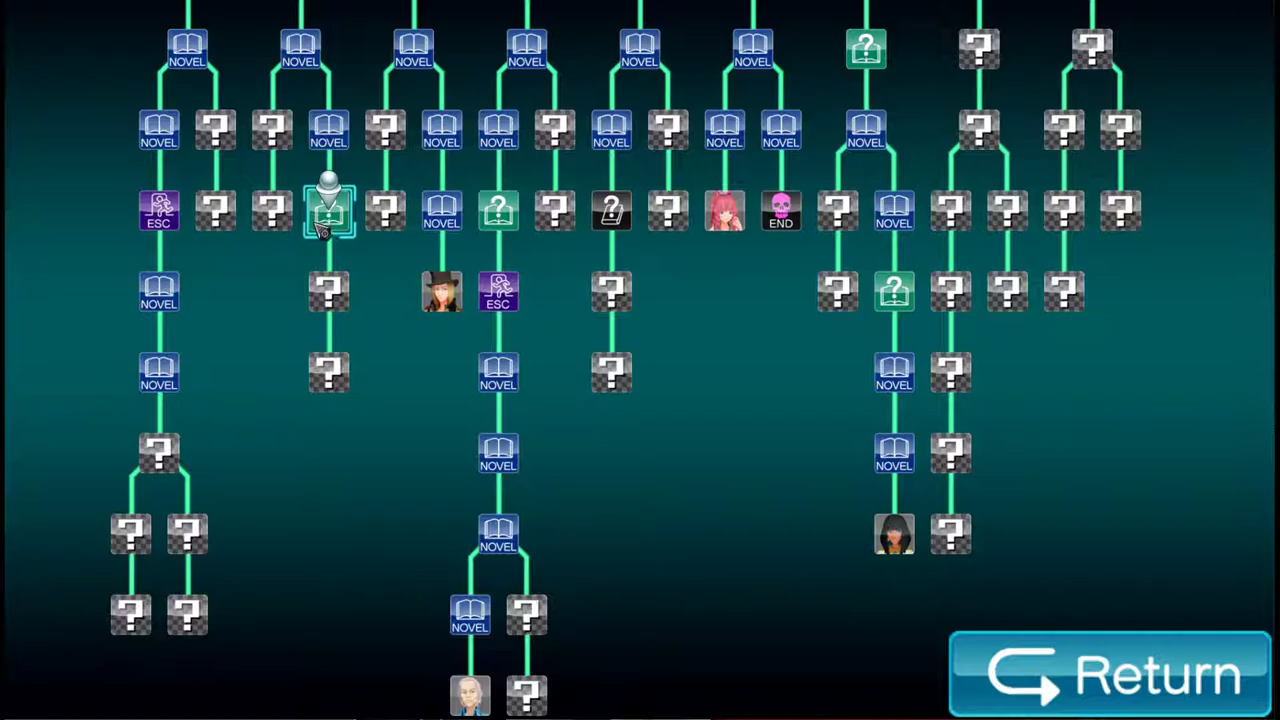 NOVEL NOVEL NOVEL NOVEL NOVEL NOVEL ? ? ?
NOVEL ? ? NOVEL ? NOVEL NOVEL ? NOVEL ? NOVEL NOVEL NOVEL ? ? ?
ESC ? ? ? ? NOVEL ? ? ? ? END ? NOVEL ? ? ? ?
NOVEL ? ESC ? ? ? ? ? ?
NOVEL ? NOVEL ? NOVEL ?
? NOVEL NOVEL ?
? ? NOVEL ?
? ? NOVEL ?
?
Return